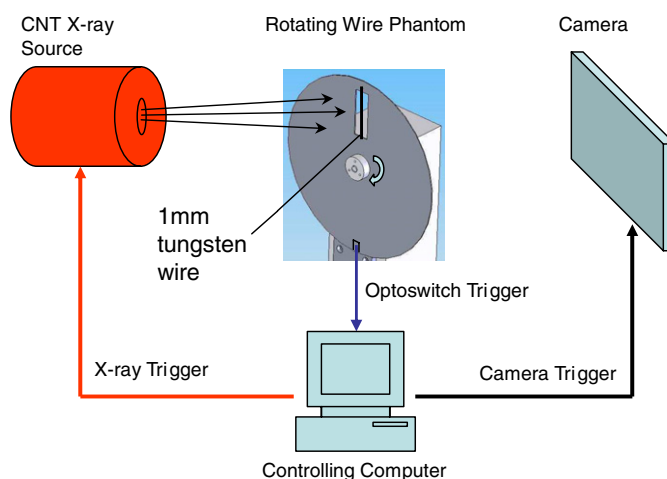 CNT X-ray
Source
Rotating Wire Phantom
Camera
1mm
tungsten
wire
Optoswitch Trigger
X-ray Trigger
Camera Trigger
Controlling Computer